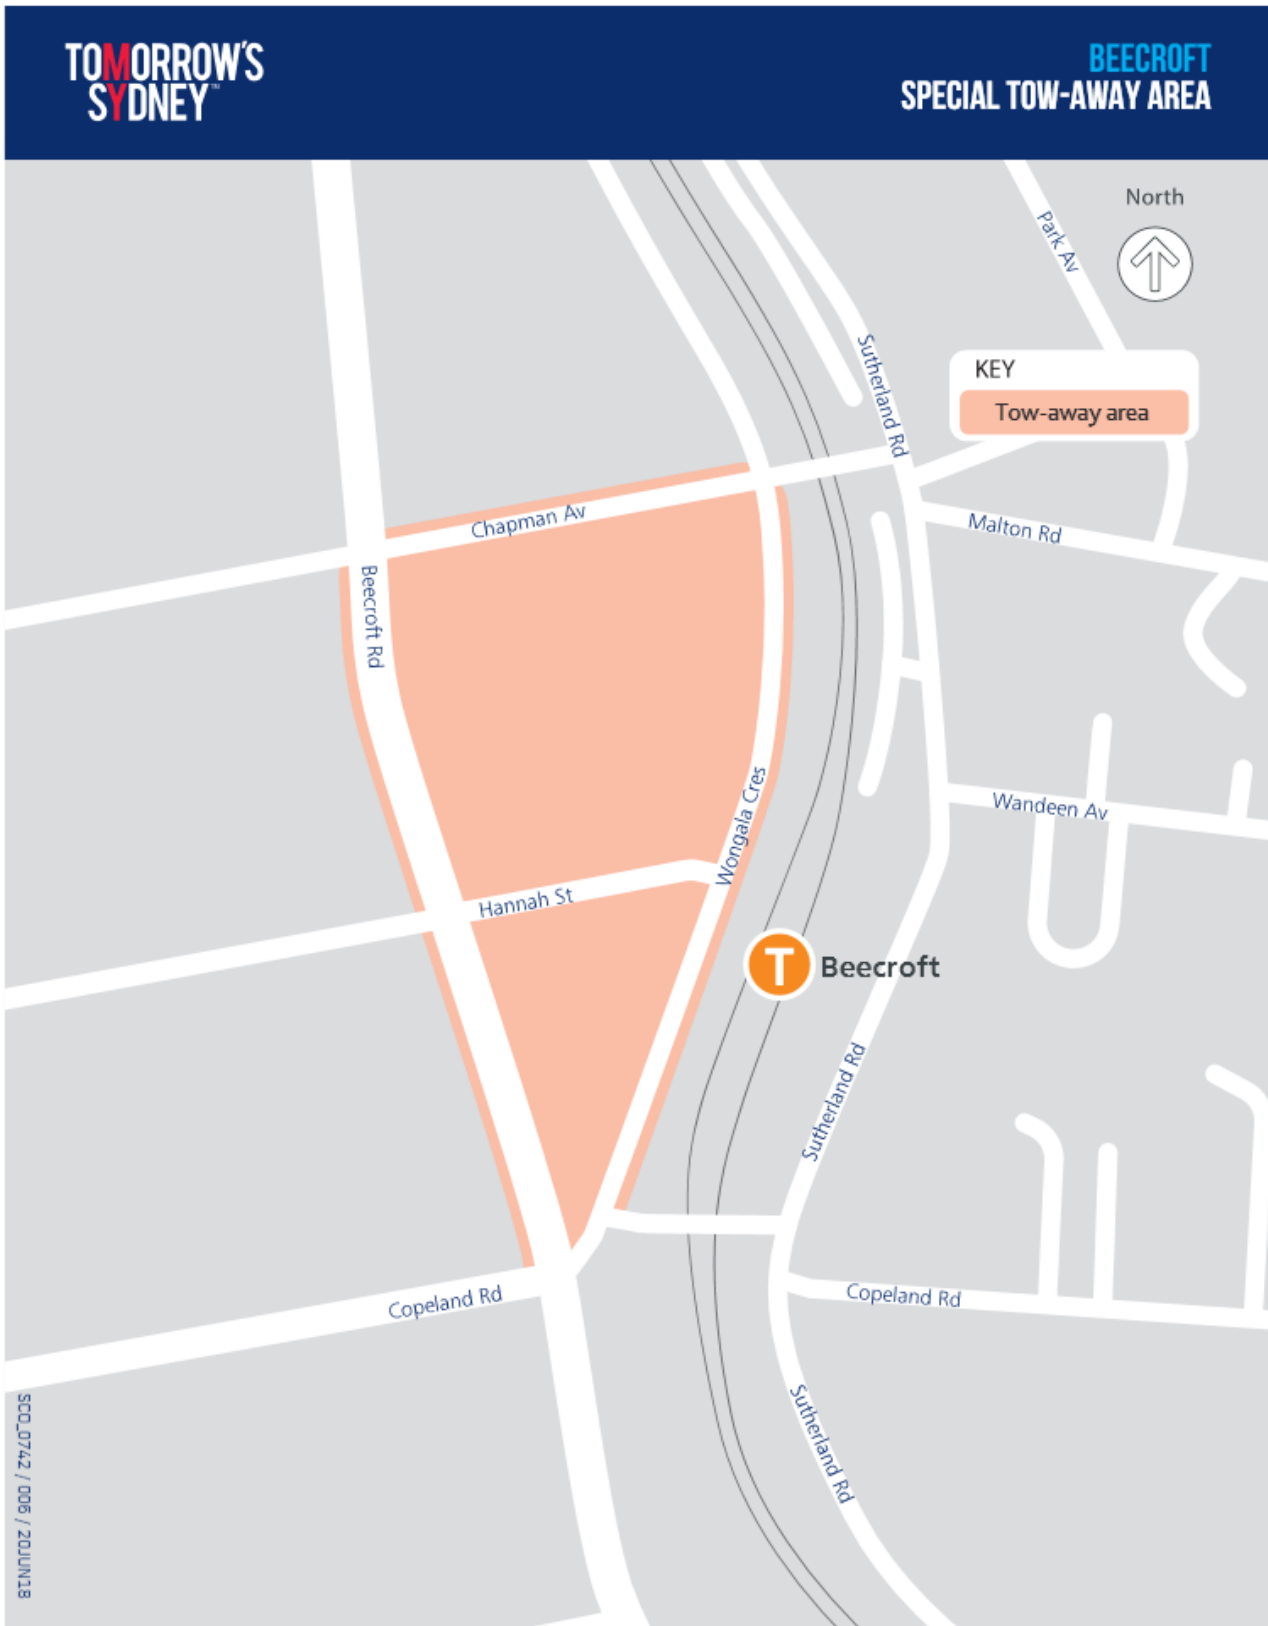 TOMORROW'S
SYDNEY™
BEECROFT
SPECIAL TOW-AWAY AREA
North
Park Av
Sutherland Rd
KEY
Tow-away area
Chapman Av
Malton Rd
Beecroft Rd
Wongala Cres
Wandeen Av
Hannah St
T Beecroft
Sutherland Rd
Copeland Rd
Copeland Rd
Sutherland Rd
SCO_0742 / 006 / 20JUN18